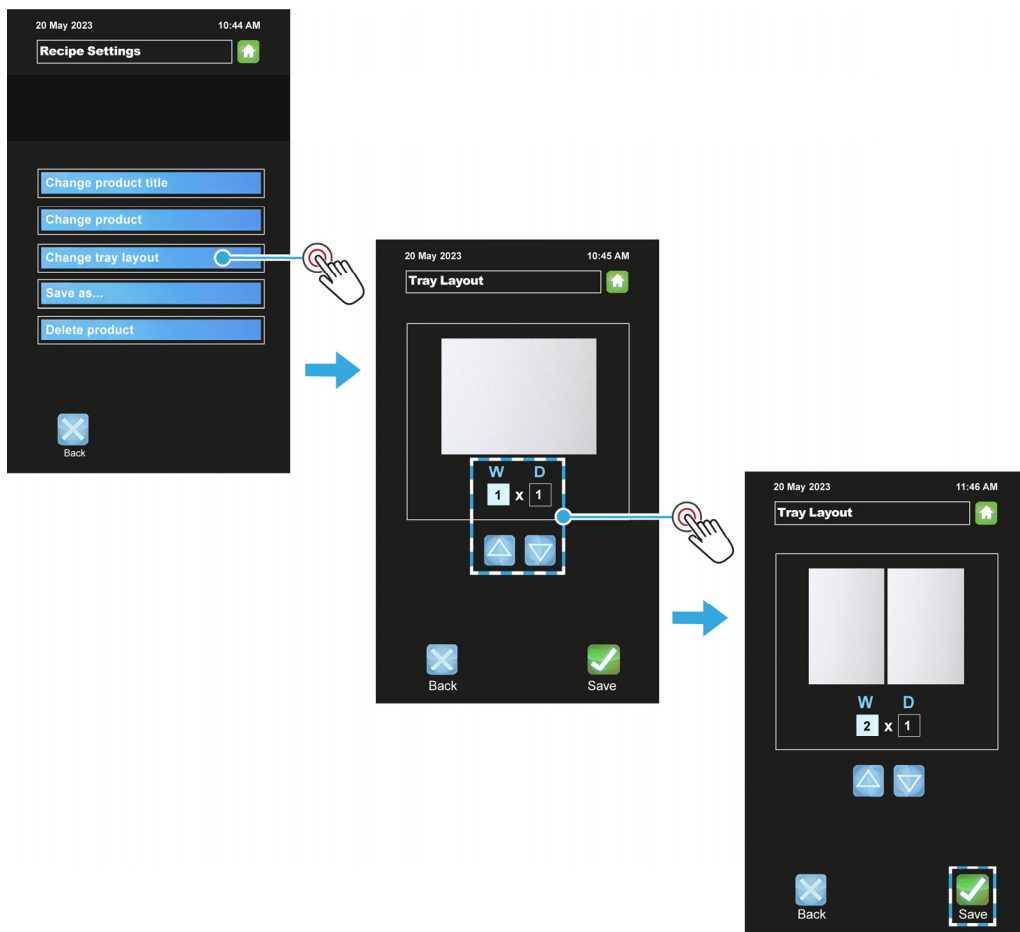 20 May 2023 10:44 AM
Recipe Settings
Change product title
Change product
Change tray layout
Save as...
Delete product
Back
20 May 2023 10:45 AM
Tray Layout
W D
1 x 1
Back Save
20 May 2023 11:46 AM
Tray Layout
W D
2 x 1
Back Save